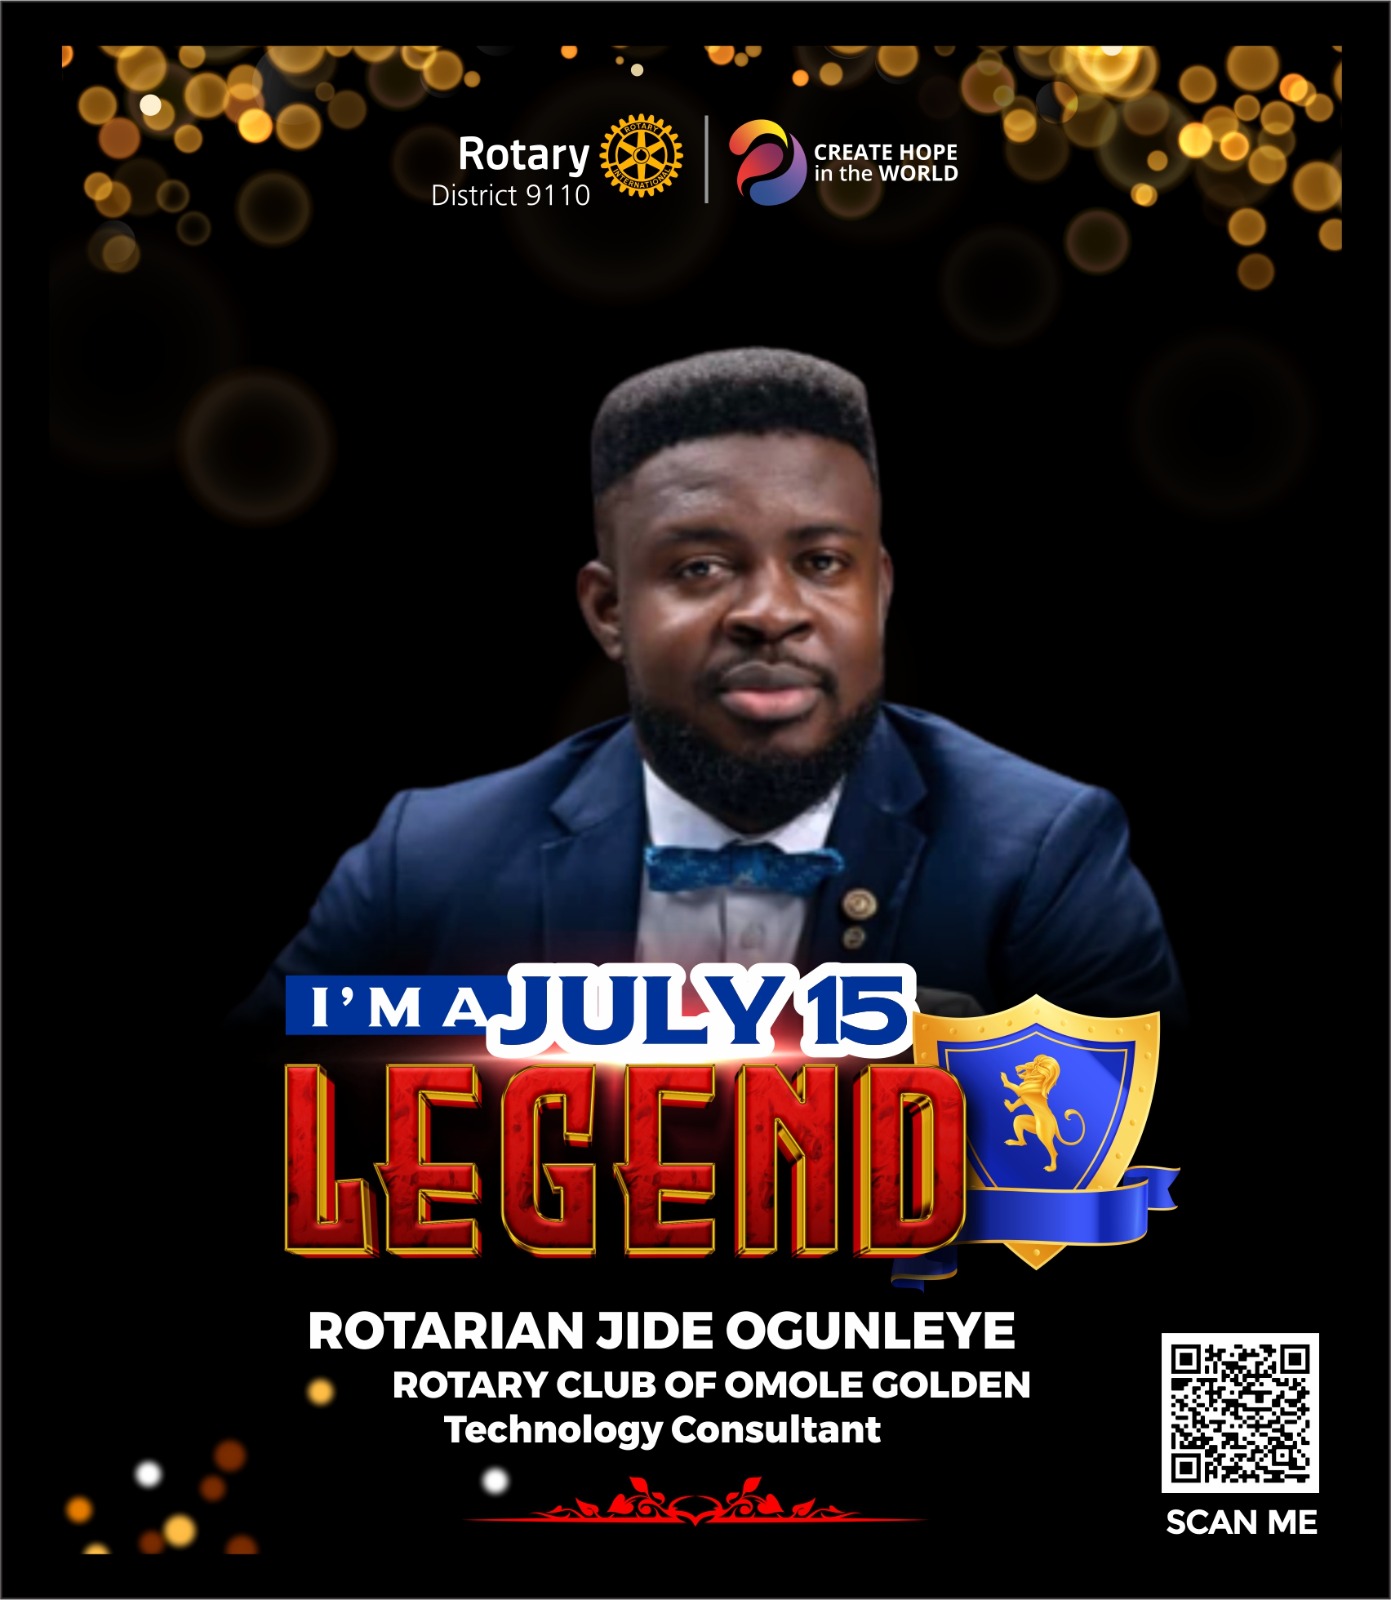 Rotary
District 9110
ROTARY
INTERNATIONAL
CREATE HOPE
in the WORLD
I'M A JULY 15
LEGEND
ROTARIAN JIDE OGUNLEYE
ROTARY CLUB OF OMOLE GOLDEN
Technology Consultant
SCAN ME